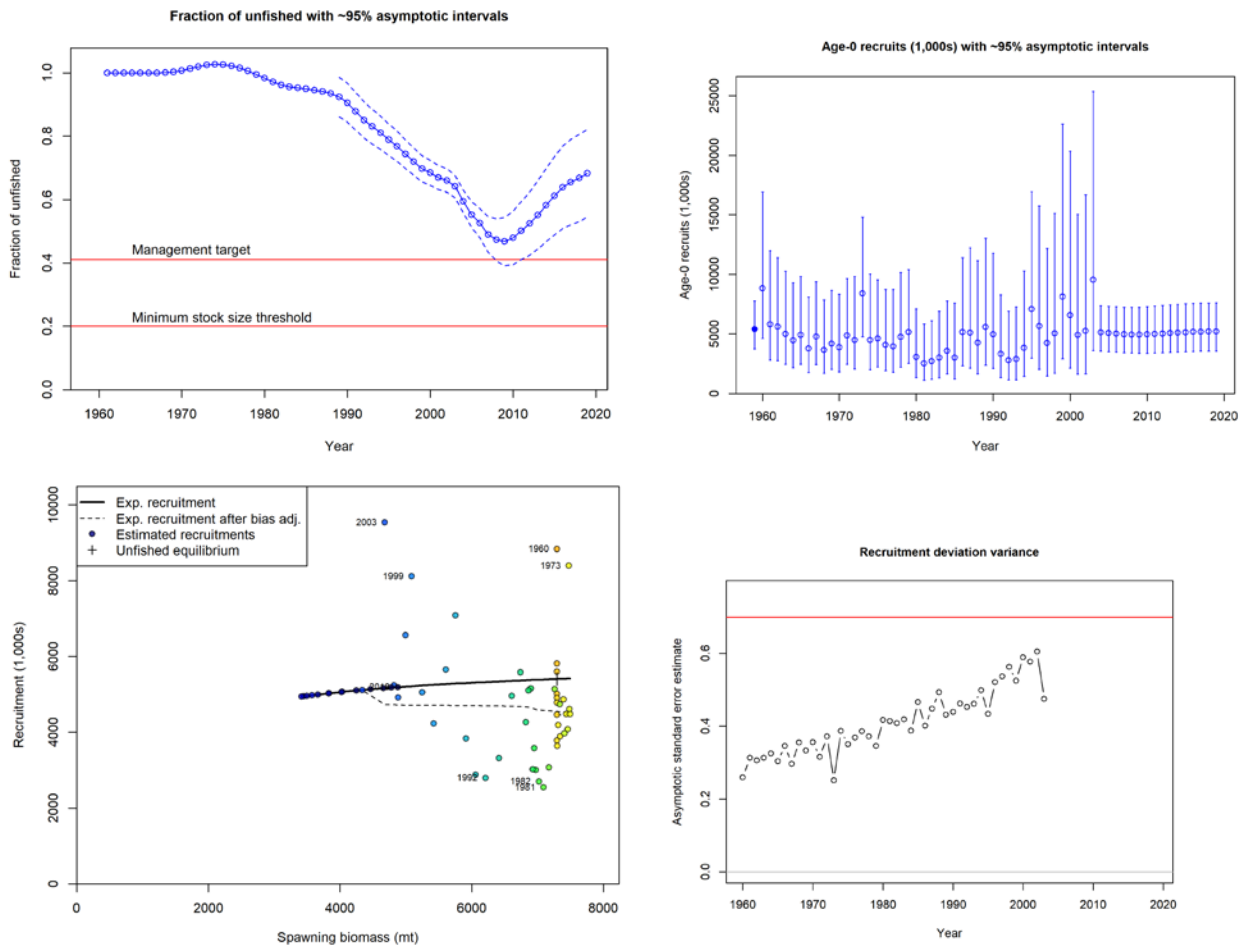 Fraction of unfished with ~95% asymptotic intervals
Fraction of unfished
1.0
0.8
0.6
0.4
0.2
0.0
Management target
Minimum stock size threshold
1960 1970 1980 1990 2000 2010 2020
Year
Age-0 recruits (1,000s) with ~95% asymptotic intervals
Age-0 recruits (1,000s)
25000
20000
15000
10000
5000
0
1960 1970 1980 1990 2000 2010 2020
Year
Recruitment (1,000s)
10000
8000
6000
4000
2000
0
Exp. recruitment
Exp. recruitment after bias adj.
Estimated recruitments
Unfished equilibrium
2003
1960
1973
1999
1992
1982
1981
0 2000 4000 6000 8000
Spawning biomass (mt)
Recruitment deviation variance
Asymptotic standard error estimate
0.6
0.4
0.2
0.0
1960 1970 1980 1990 2000 2010 2020
Year